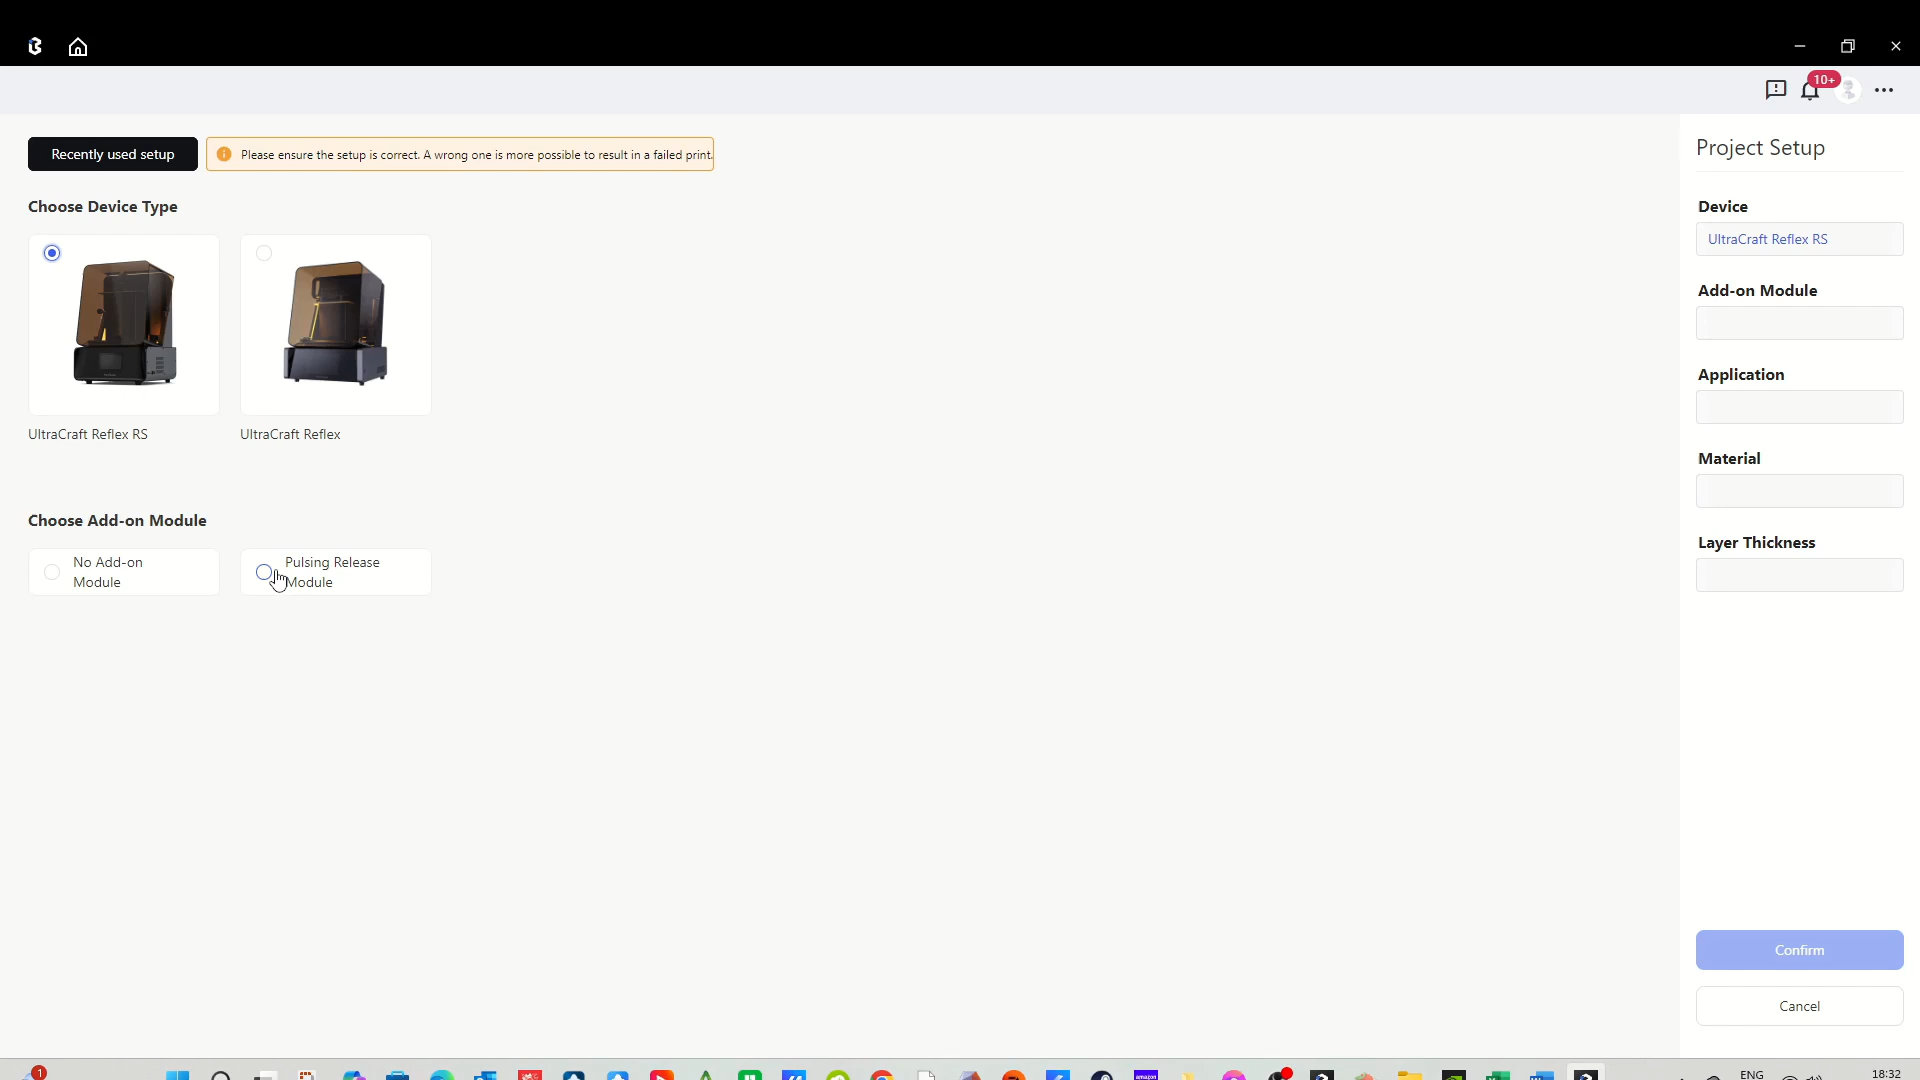 10+
Recently used setup
Please ensure the setup is correct. A wrong one is more possible to result in a failed print.
Project Setup
Choose Device Type
Device
UltraCraft Reflex RS
Add-on Module
Application
UltraCraft Reflex RS
UltraCraft Reflex
Material
Choose Add-on Module
Layer Thickness
No Add-on
Module
Pulsing Release
Module
Confirm
Cancel
1
amazon
ENG
18:32